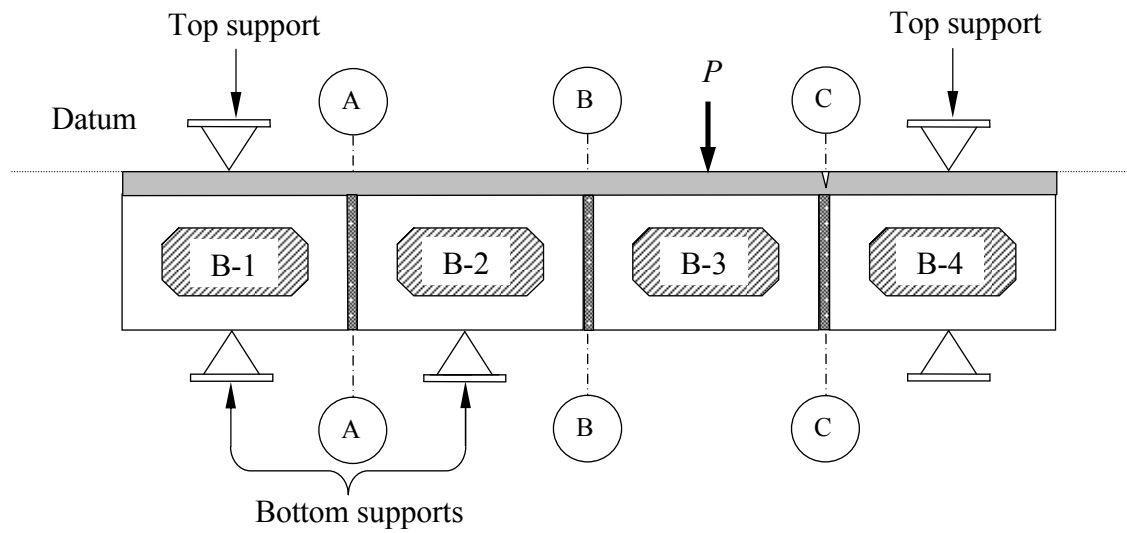 Top support
Top support
P
A
B
C
Datum
B-1
B-2
B-3
B-4
A
B
C
Bottom supports